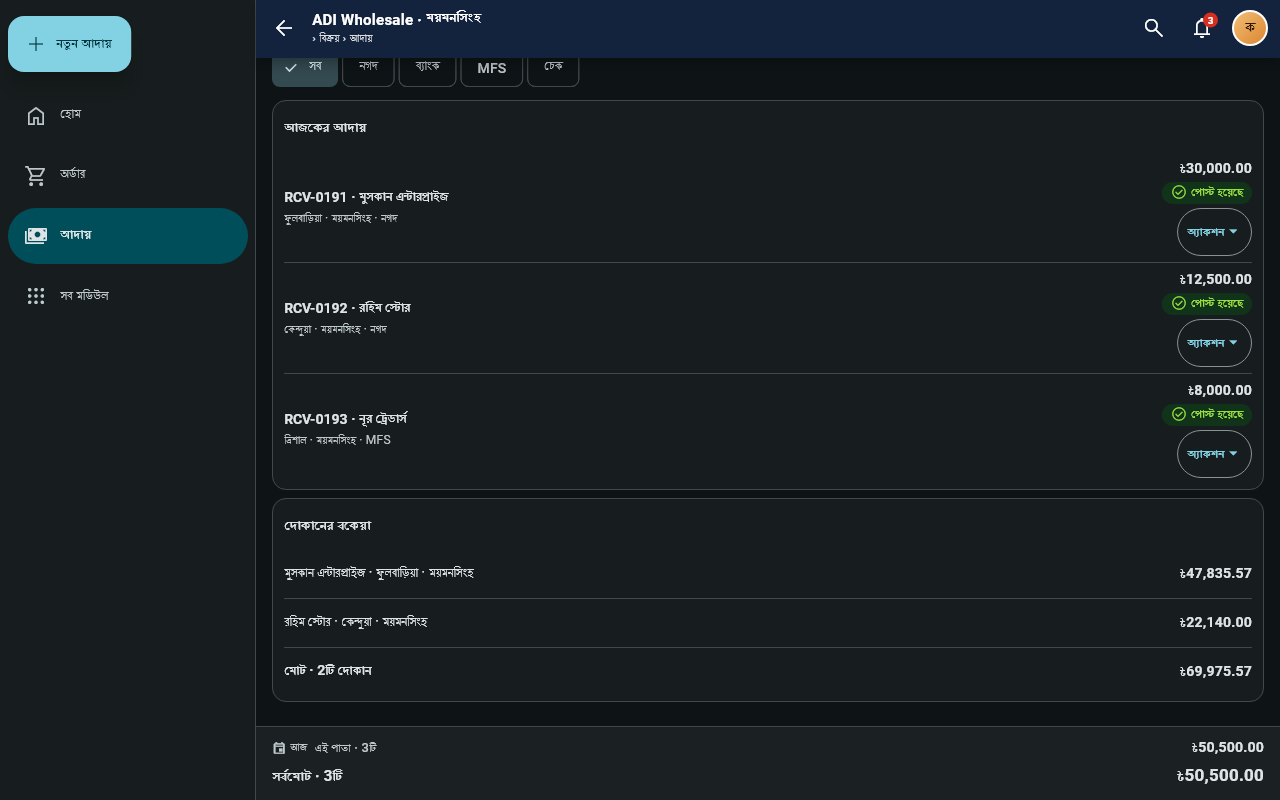 নতুন আদায়
হোম
অর্ডার
আদায়
সব মডিউল
ADI Wholesale · ময়মনসিংহ
› বিক্রয় › আদায়
3
ক
সব
নগদ
ব্যাংক
MFS
চেক
আজকের আদায়
RCV-0191 · মুসকান এন্টারপ্রাইজ
ফুলবাড়িয়া · ময়মনসিংহ · নগদ
৳30,000.00
পোস্ট হয়েছে
অ্যাকশন
RCV-0192 · রহিম স্টোর
কেন্দুয়া · ময়মনসিংহ · নগদ
৳12,500.00
পোস্ট হয়েছে
অ্যাকশন
RCV-0193 · নূর ট্রেডার্স
ত্রিশাল · ময়মনসিংহ · MFS
৳8,000.00
পোস্ট হয়েছে
অ্যাকশন
দোকানের বকেয়া
মুসকান এন্টারপ্রাইজ · ফুলবাড়িয়া · ময়মনসিংহ ৳47,835.57
রহিম স্টোর · কেন্দুয়া · ময়মনসিংহ ৳22,140.00
মোট · 2টি দোকান ৳69,975.57
আজ এই পাতা · 3টি ৳50,500.00
সর্বমোট · 3টি ৳50,500.00